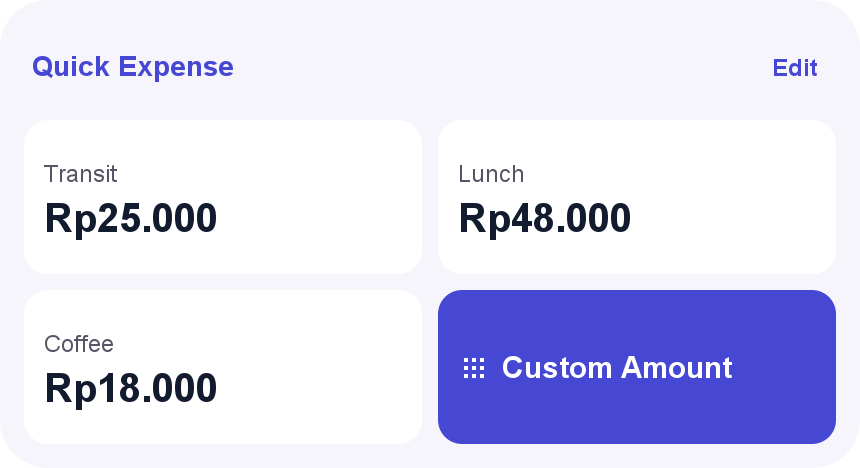 Quick Expense
Edit
Transit
Rp25.000
Lunch
Rp48.000
Coffee
Rp18.000
Custom Amount